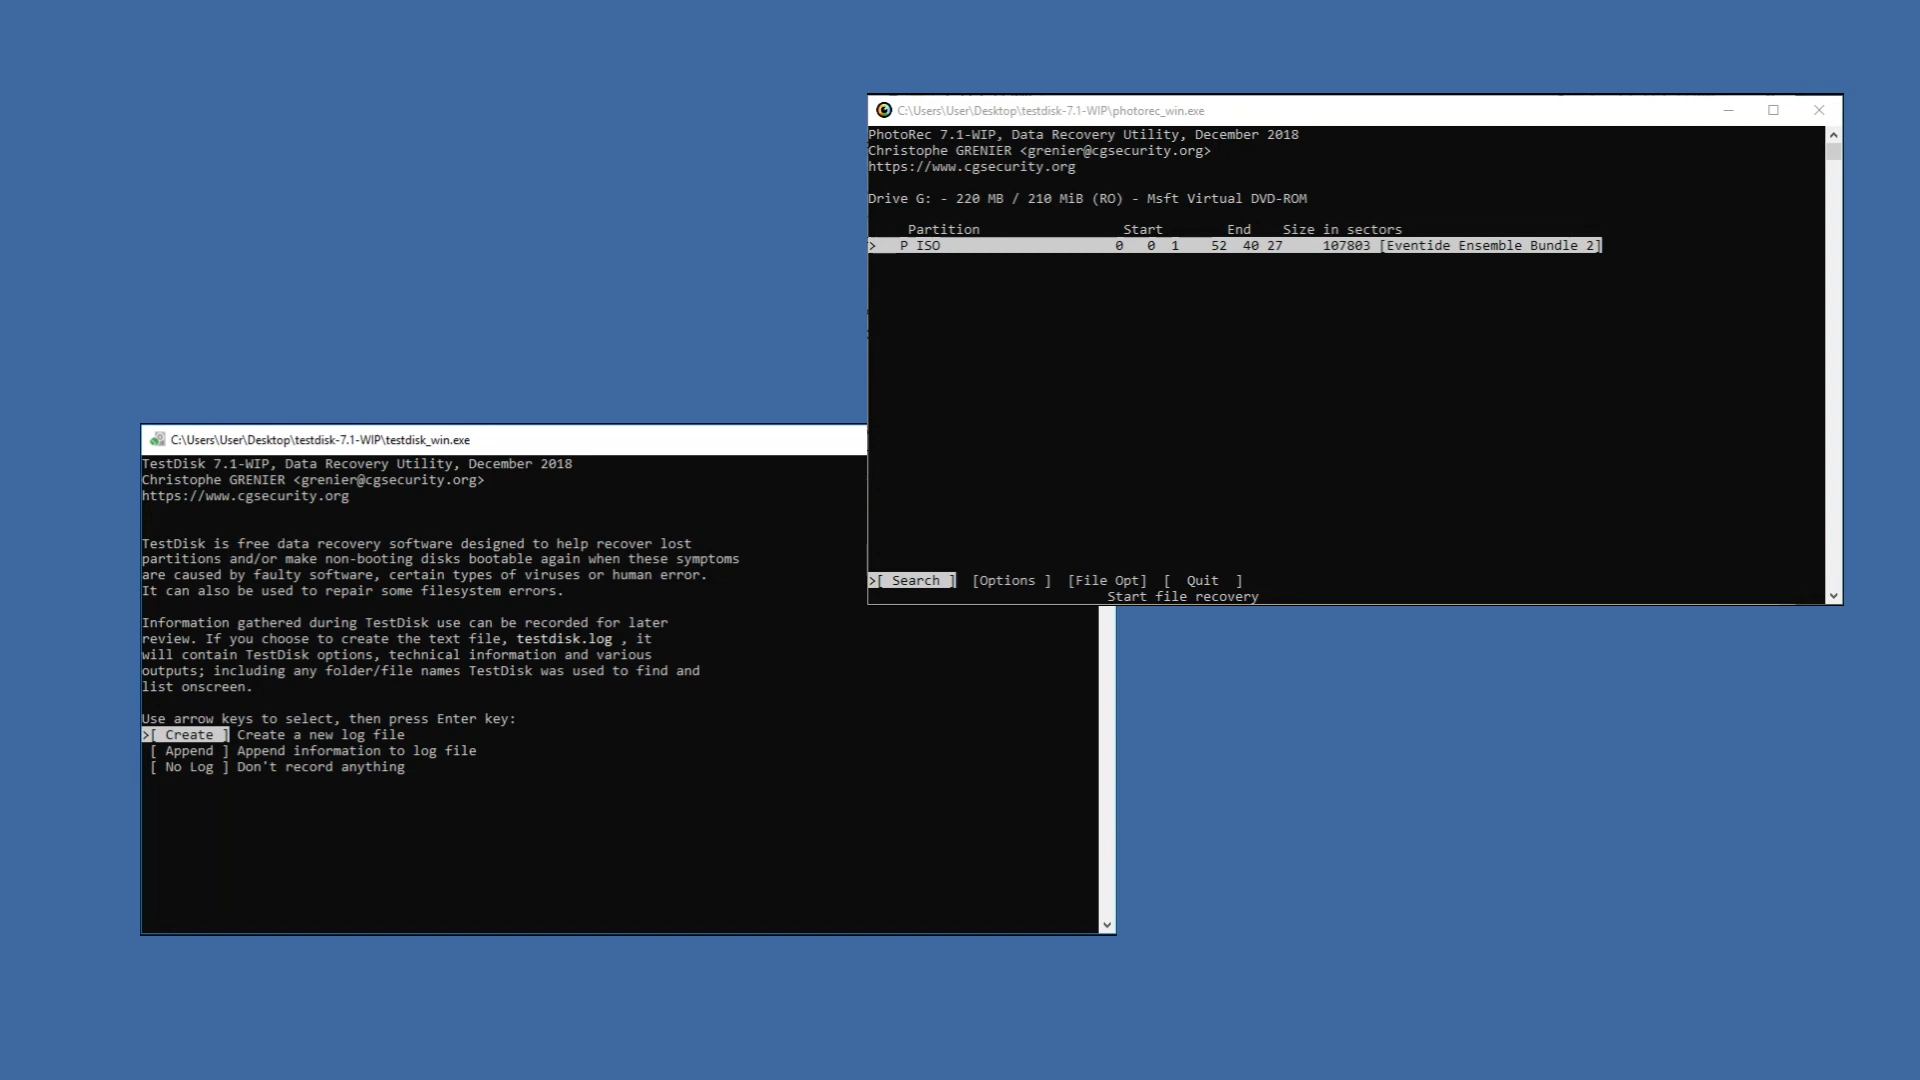 C:\Users\User\Desktop\testdisk-7.1-WIP\photorec_win.exe
PhotoRec 7.1-WIP, Data Recovery Utility, December 2018
Christophe GRENIER <grenier@cgsecurity.org>
https://www.cgsecurity.org
Drive G: - 220 MB / 210 MiB (RO) - Msft Virtual DVD-ROM
Partition Start End Size in sectors
> P ISO 0 0 1 52 40 27 107803 [Eventide Ensemble Bundle 2]
>[ Search ] [Options ] [File Opt] [ Quit ]
Start file recovery
C:\Users\User\Desktop\testdisk-7.1-WIP\testdisk_win.exe
TestDisk 7.1-WIP, Data Recovery Utility, December 2018
Christophe GRENIER <grenier@cgsecurity.org>
https://www.cgsecurity.org
TestDisk is free data recovery software designed to help recover lost
partitions and/or make non-booting disks bootable again when these symptoms
are caused by faulty software, certain types of viruses or human error.
It can also be used to repair some filesystem errors.
Information gathered during TestDisk use can be recorded for later
review. If you choose to create the text file, testdisk.log , it
will contain TestDisk options, technical information and various
outputs; including any folder/file names TestDisk was used to find and
list onscreen.
Use arrow keys to select, then press Enter key:
>[ Create ] Create a new log file
[ Append ] Append information to log file
[ No Log ] Don't record anything